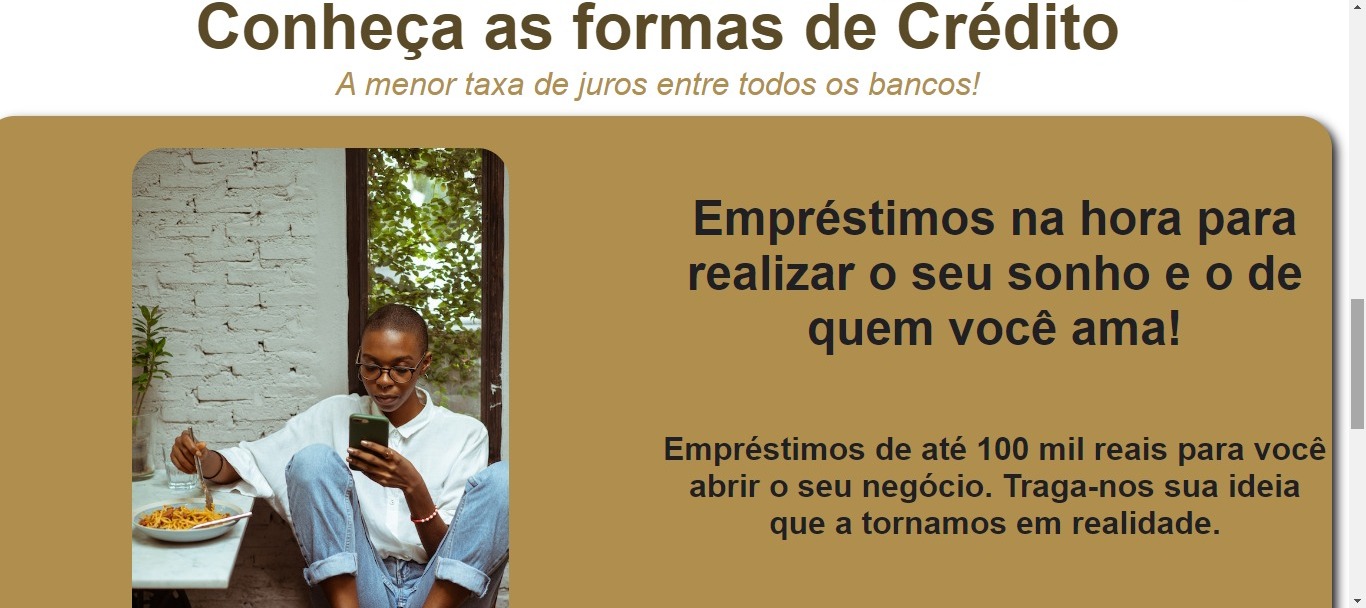 Conheça as formas de Crédito
A menor taxa de juros entre todos os bancos!
Empréstimos na hora para
realizar o seu sonho e o de
quem você ama!
Empréstimos de até 100 mil reais para você
abrir o seu negócio. Traga-nos sua ideia
que a tornamos em realidade.